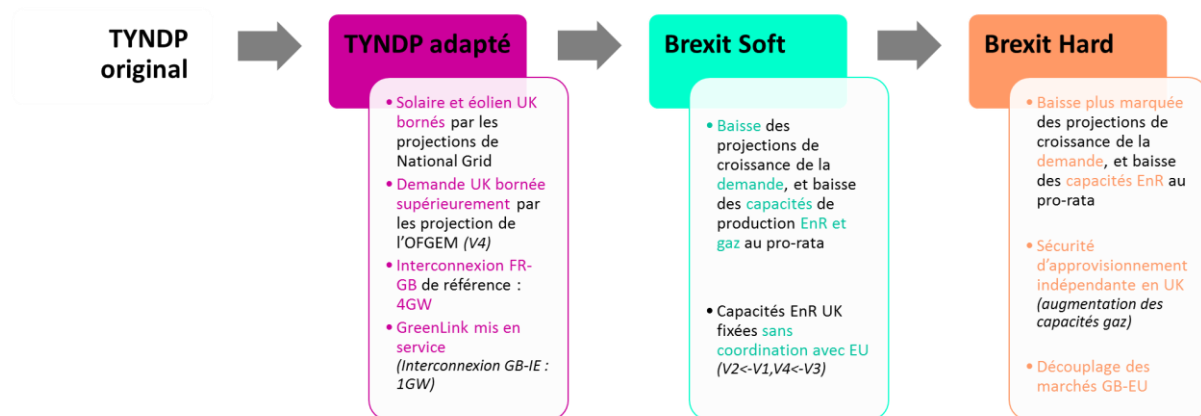 TYNDP
original
TYNDP adapté
• Solaire et éolien UK
bornés par les
projections de
National Grid
• Demande UK bornée
supérieurement par
les projection de
l'OFGEM (V4)
• Interconnexion FR-
GB de référence :
4GW
• GreenLink mis en
service
(Interconnexion GB-IE :
1GW)
Brexit Soft
• Baisse des
projections de
croissance de la
demande, et baisse
des capacités de
production EnR et
gaz au pro-rata
• Capacités EnR UK
fixées sans
coordination avec EU
(V2<-V1,V4<-V3)
Brexit Hard
• Baisse plus marquée
des projections de
croissance de la
demande, et baisse
des capacités EnR au
pro-rata
• Sécurité
d'approvisionnement
indépendante en UK
(augmentation des
capacités gaz)
• Découplage des
marchés GB-EU